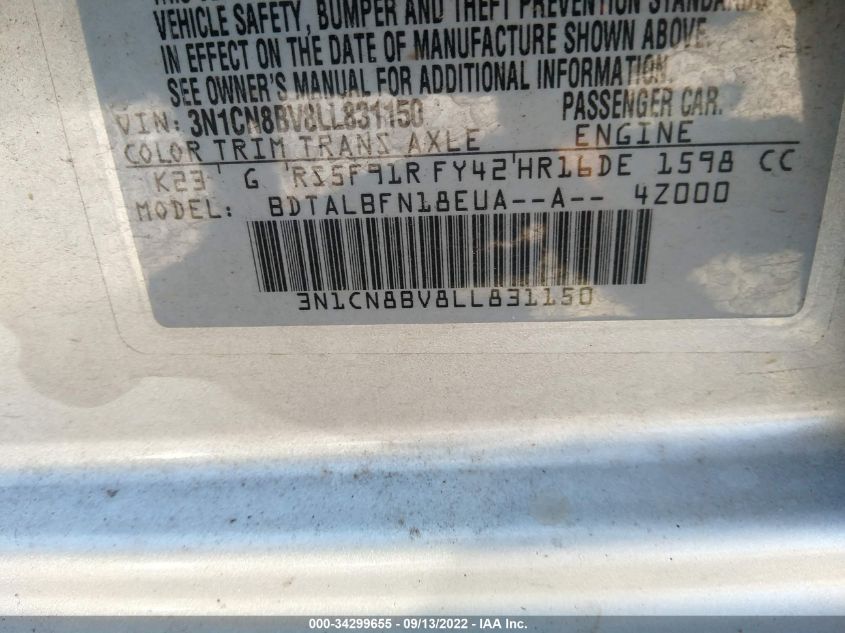 VEHICLE SAFETY, BUMPER AND THEFT PREVENTION STANDARDS
IN EFFECT ON THE DATE OF MANUFACTURE SHOWN ABOVE.
SEE OWNER'S MANUAL FOR ADDITIONAL INFORMATION.
VIN: 3N1CN8BV8LL831150 PASSENGER CAR.
COLOR TRIM TRANS AXLE ENGINE
K23 G RS5F91R FY42 HR16DE 1598 CC
MODEL: BDTALBFN18EUA--A-- 4Z000
3N1CN8BV8LL831150
000-34299655 - 09/13/2022 - IAA Inc.